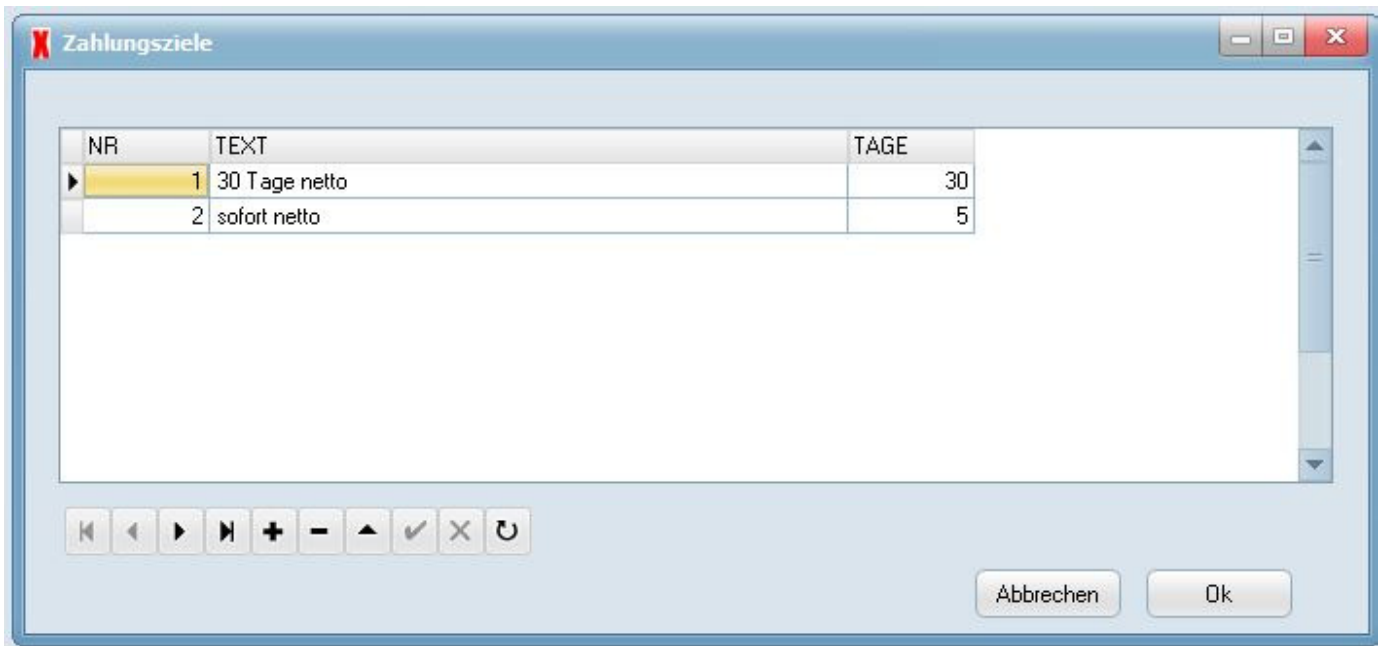 Zahlungsziele
NR TEXT TAGE
1 30 Tage netto 30
2 sofort netto 5
Abbrechen Ok